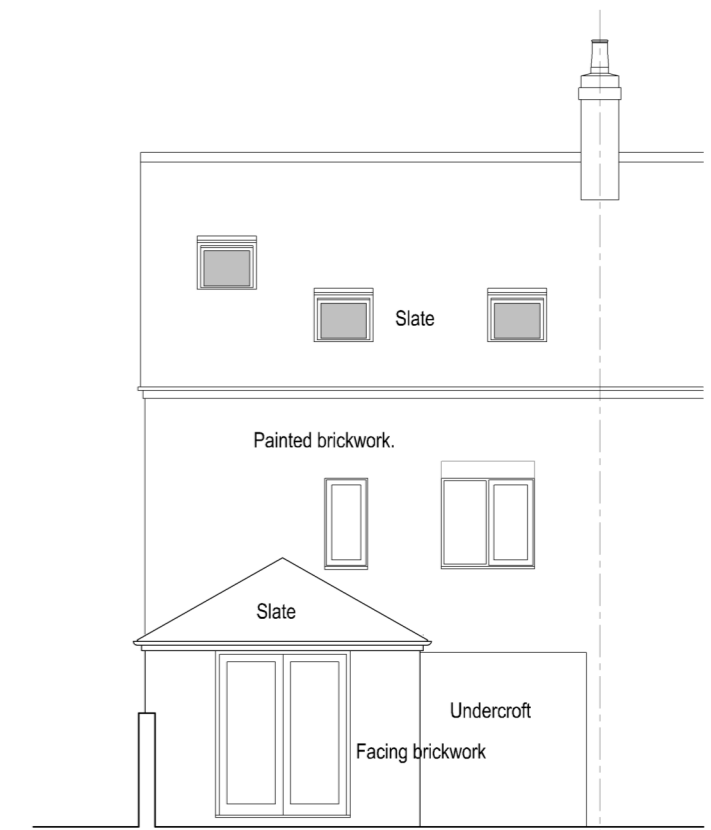 Slate
Painted brickwork.
Slate
Undercroft
Facing brickwork